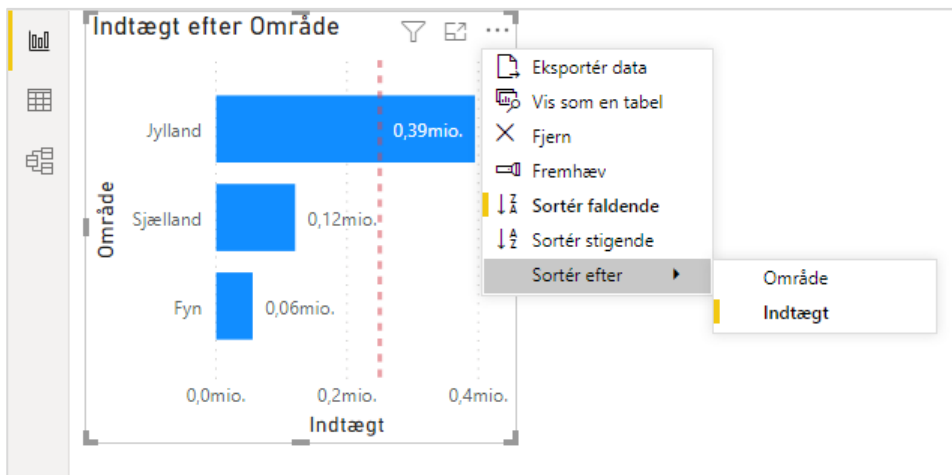 Indtægt efter Område
Eksportér data
Vis som en tabel
Fjern
Fremhæv
Sortér faldende
Sortér stigende
Sortér efter
Område
Indtægt
Område
Jylland
0,39mio.
Sjælland
0,12mio.
Fyn
0,06mio.
0,0mio. 0,2mio. 0,4mio.
Indtægt